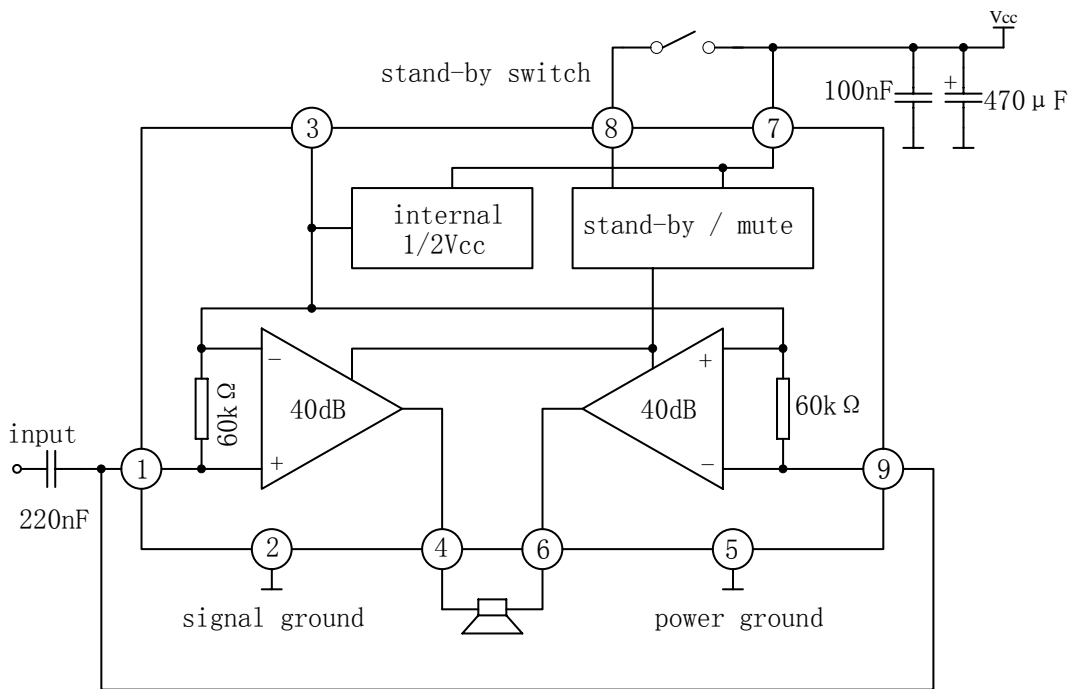 Vcc
stand-by switch
100nF
+
470μF
3
8
7
internal
1/2Vcc
stand-by / mute
−
40dB
+
60kΩ
+
40dB
−
60kΩ
input
220nF
1
9
2
4
6
5
signal ground
power ground